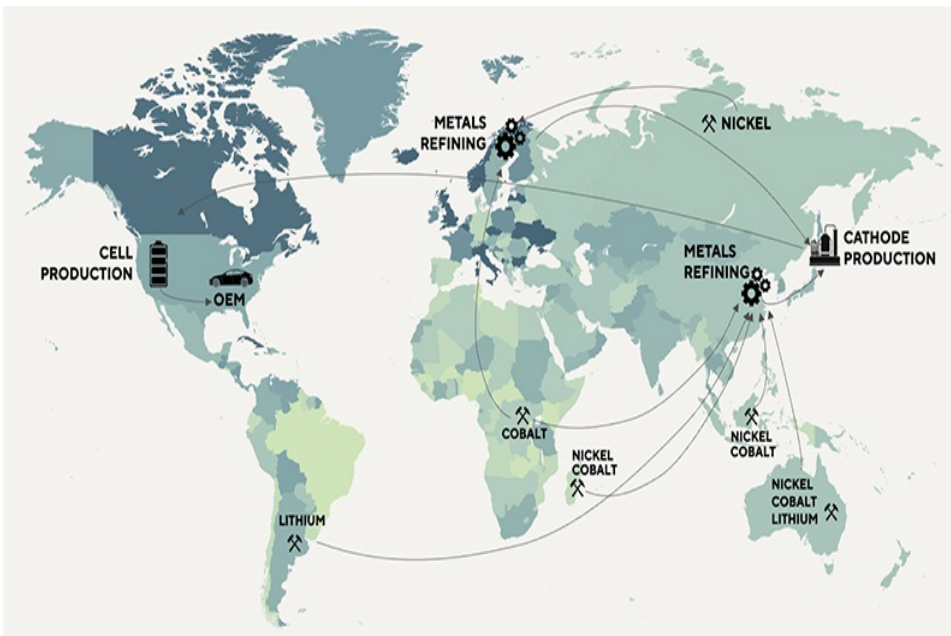 METALS
REFINING
NICKEL
CELL
PRODUCTION
OEM
METALS
REFINING
CATHODE
PRODUCTION
COBALT
NICKEL
COBALT
NICKEL
COBALT
NICKEL
COBALT
LITHIUM
LITHIUM